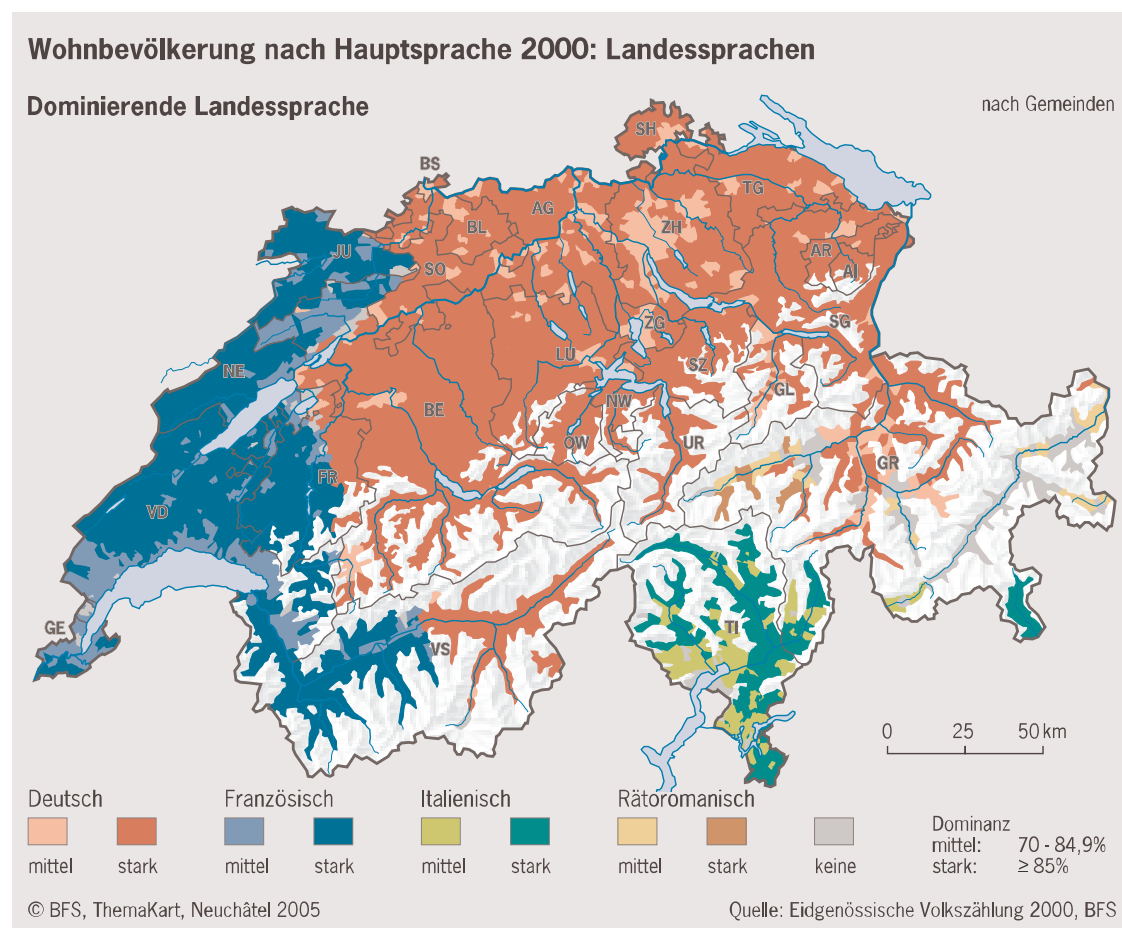 Wohnbevölkerung nach Hauptsprache 2000: Landessprachen
Dominierende Landessprache
nach Gemeinden
SH
BS
TG
AG
BL
ZH
JU
AR
SO
AI
SG
ZG
LU
SZ
NE
GL
NW
BE
OW
UR
GR
FR
VD
GE
TI
VS
0 25 50 km
Deutsch Französisch Italienisch Rätoromanisch
mittel stark mittel stark mittel stark mittel stark keine
Dominanz
mittel: 70 - 84,9%
stark: ≥ 85%
© BFS, ThemaKart, Neuchâtel 2005
Quelle: Eidgenössische Volkszählung 2000, BFS